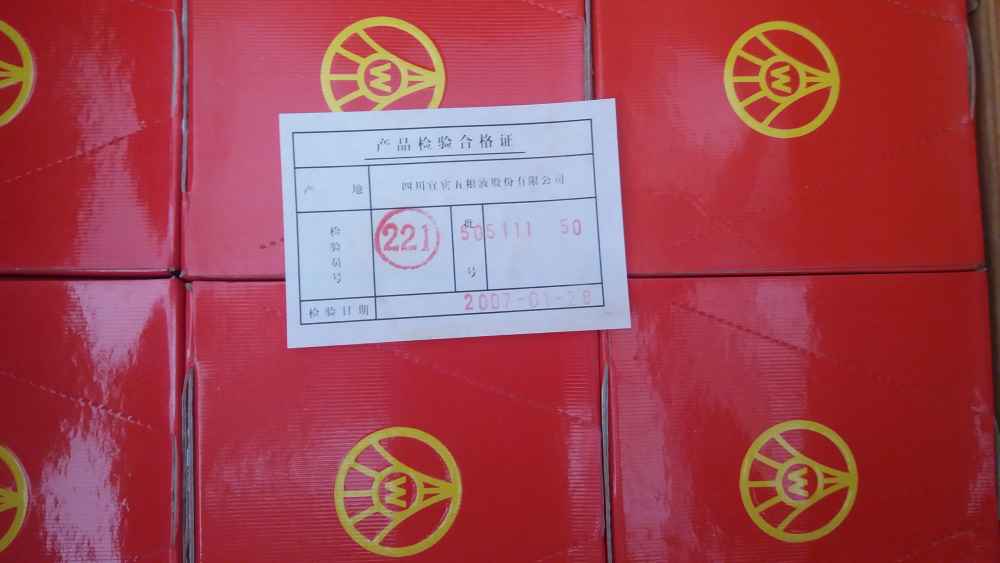 W
W
产品检验合格证
产 地 四川宜宾五粮液股份有限公司
检验员号 221 批号 505111 50
检验日期 2007-01-28
W
W